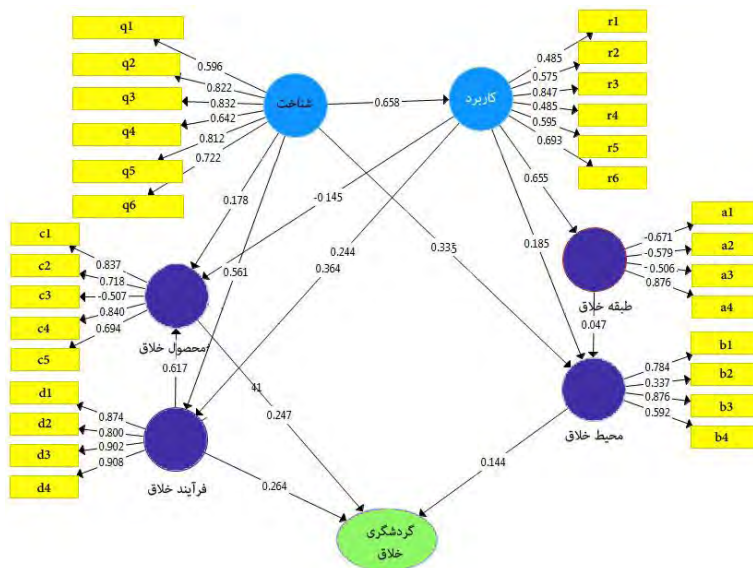 q1
q2
q3
q4
q5
q6
0.596
0.822
0.832
0.642
0.812
0.722
شناخت
0.658
کاربرد
r1
r2
r3
r4
r5
r6
0.485
0.575
0.847
0.485
0.595
0.693
0.178
-0.145
0.561
0.244
0.364
0.335
0.185
0.655
c1
c2
c3
c4
c5
0.837
0.718
-0.507
0.840
0.694
محصول خلاق
0.617
a1
a2
a3
a4
-0.671
-0.579
-0.506
0.876
طبقه خلاق
0.047
d1
d2
d3
d4
0.874
0.800
0.902
0.908
فرآیند خلاق
41
0.247
0.264
b1
b2
b3
b4
0.784
0.337
0.876
0.592
محیط خلاق
0.144
گردشگری
خلاق